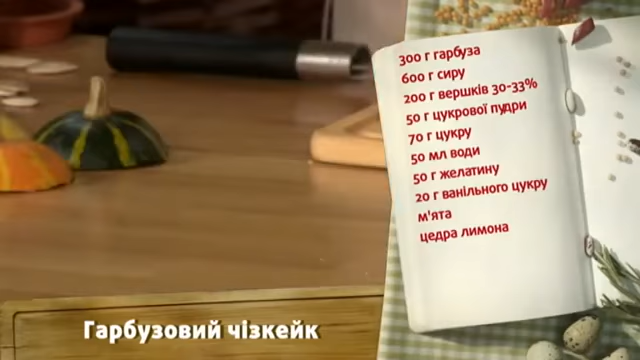 300 г гарбуза
600 г сиру
200 г вершків 30-33%
50 г цукрової пудри
70 г цукру
50 мл води
50 г желатину
20 г ванільного цукру
м'ята
цедра лимона
Гарбузовий чізкейк